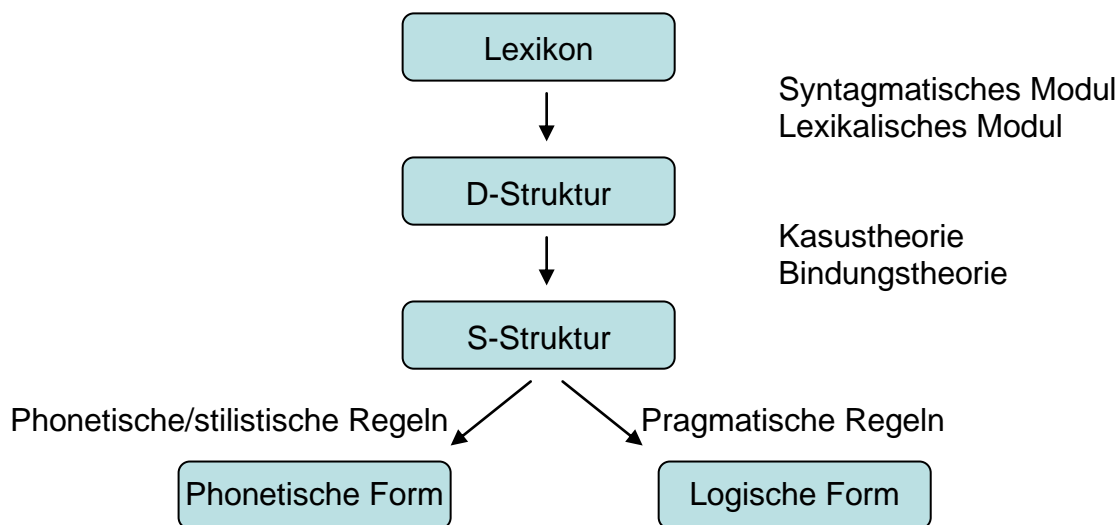 Lexikon
Syntagmatisches Modul
Lexikalisches Modul
D-Struktur
Kasustheorie
Bindungstheorie
S-Struktur
Phonetische/stilistische Regeln
Pragmatische Regeln
Phonetische Form
Logische Form